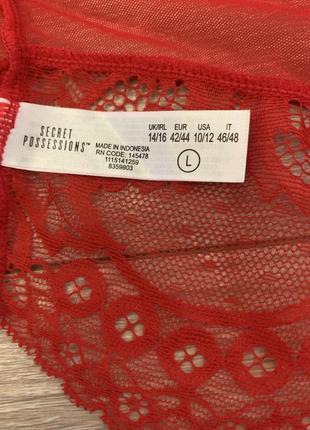 SECRET
POSSESSIONS™
MADE IN INDONESIA
RN CODE: 145478
1115141259
8359803
UK/IRL EUR USA IT
14/16 42/44 10/12 46/48
L